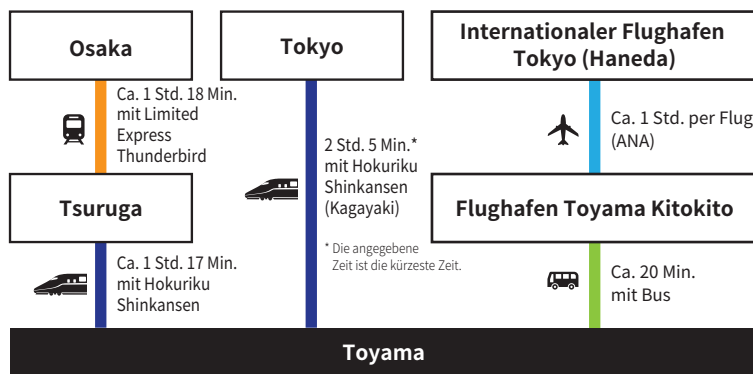 Osaka
Ca. 1 Std. 18 Min.
mit Limited
Express
Thunderbird
Tsuruga
Ca. 1 Std. 17 Min.
mit Hokuriku
Shinkansen
Tokyo
2 Std. 5 Min.*
mit Hokuriku
Shinkansen
(Kagayaki)
* Die angegebene
Zeit ist die kürzeste Zeit.
Internationaler Flughafen
Tokyo (Haneda)
Ca. 1 Std. per Flug
(ANA)
Flughafen Toyama Kitokito
Ca. 20 Min.
mit Bus
Toyama